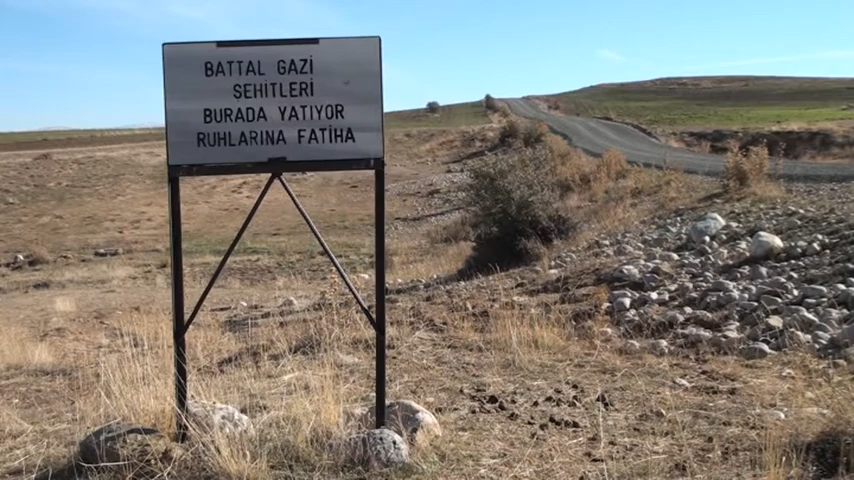 BATTAL GAZİ
ŞEHİTLERİ
BURADA YATIYOR
RUHLARINA FATİHA